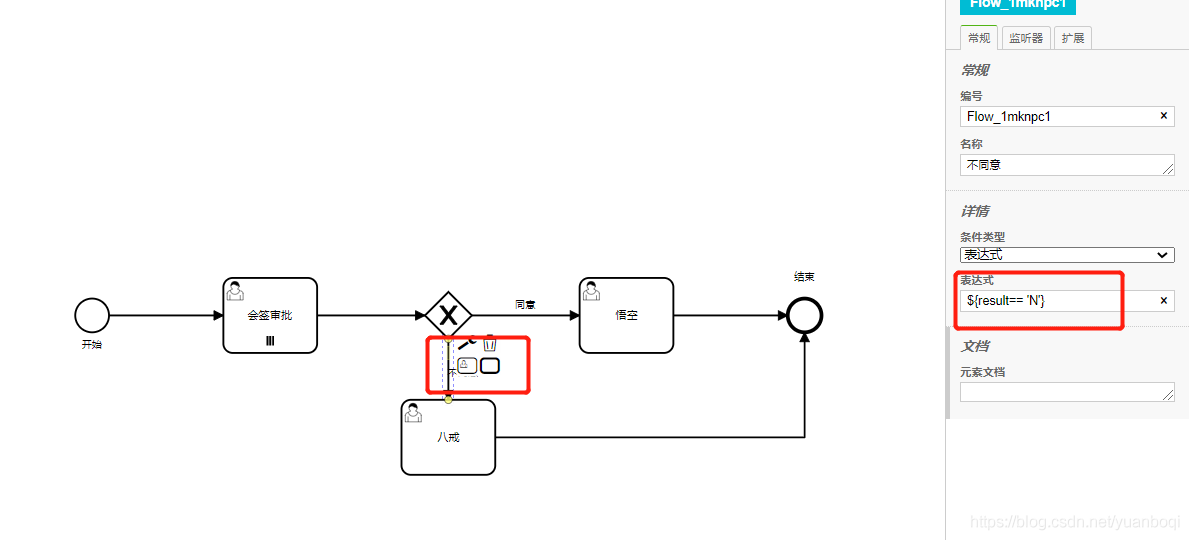 Flow_1mknpc1
常规
监听器
扩展
常规
编号
Flow_1mknpc1
×
名称
不同意
详情
条件类型
表达式
表达式
${result== 'N'}
×
文档
元素文档
开始
会签审批
同意
不
悟空
结束
八戒
https://blog.csdn.net/yuanboqi